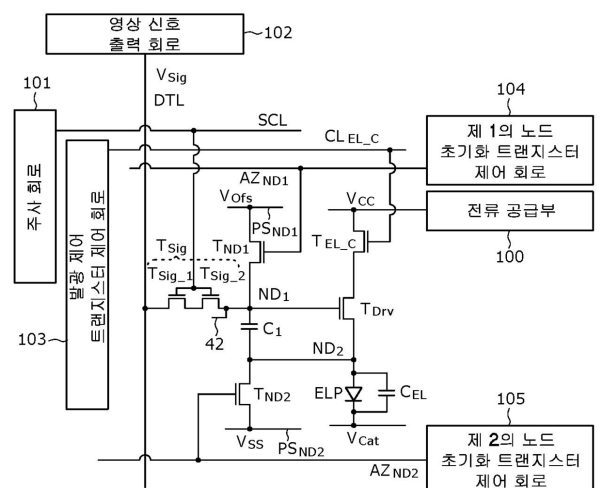 영상 신호
출력 회로
102
101
주사 회로
V_Sig
DTL
SCL
CL_EL_C
104
제 1의 노드
초기화 트랜지스터
제어 회로
AZ_ND1
V_Ofs
PS_ND1
V_CC
전류 공급부
100
발광 제어
트랜지스터 제어 회로
103
T_Sig
T_Sig_1
T_Sig_2
T_ND1
T_EL_C
ND_1
T_Drv
42
C_1
ND_2
T_ND2
ELP
C_EL
V_SS
PS_ND2
V_Cat
105
제 2의 노드
초기화 트랜지스터
제어 회로
AZ_ND2